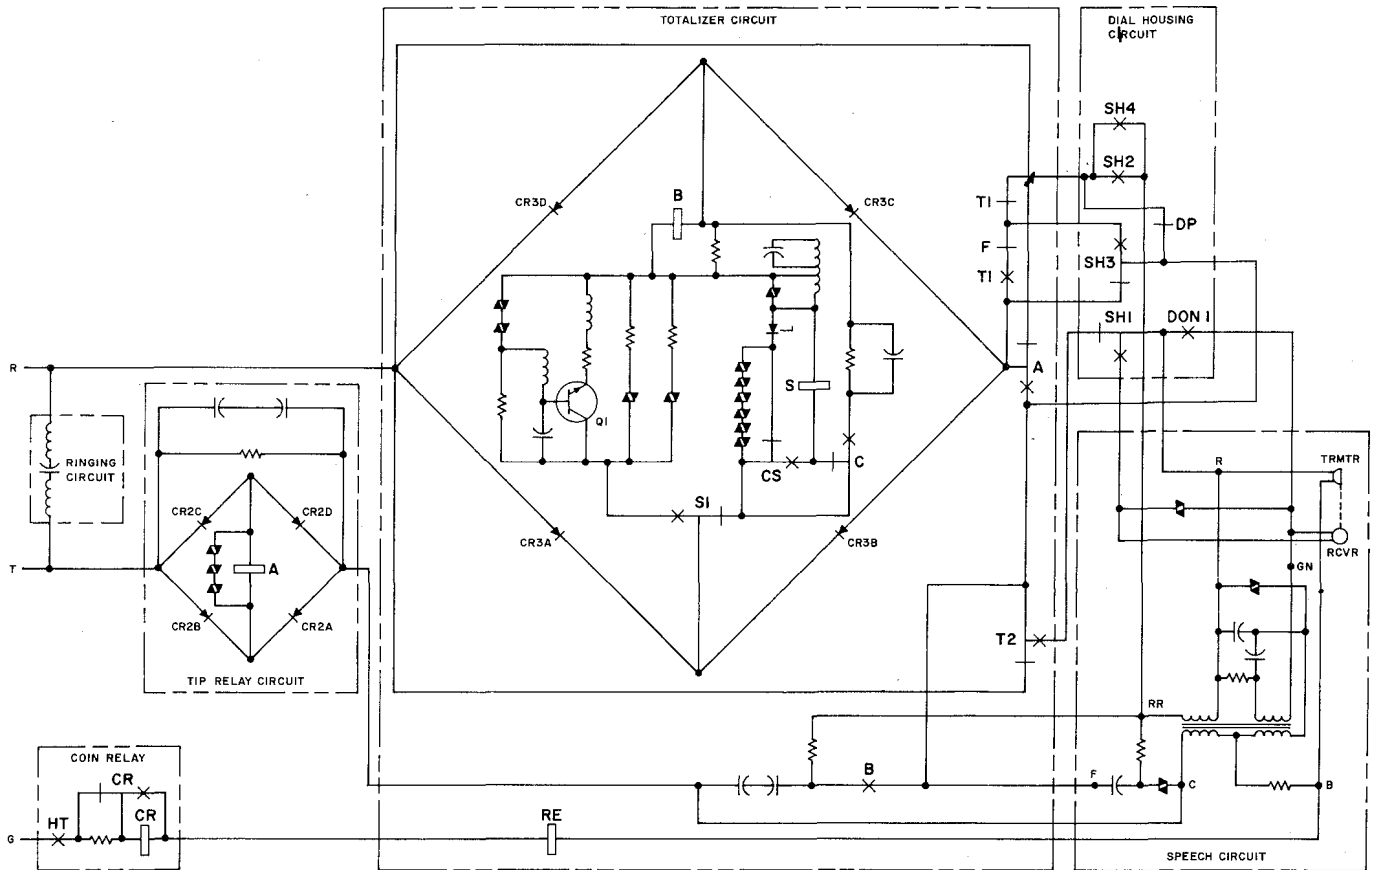 TOTALIZER CIRCUIT
DIAL HOUSING
CIRCUIT
SH4
SH2
CR3D
B
CR3C
T1
DP
F
SH3
T1
SH1
DON 1
R
A
S
Q1
RINGING
CIRCUIT
C
CS
R
TRMTR
CR2C
CR2D
S1
CR3A
CR3B
RCVR
T
A
GN
CR2B
CR2A
T2
TIP RELAY CIRCUIT
RR
COIN RELAY
B
F
C
B
CR
HT
CR
RE
G
SPEECH CIRCUIT